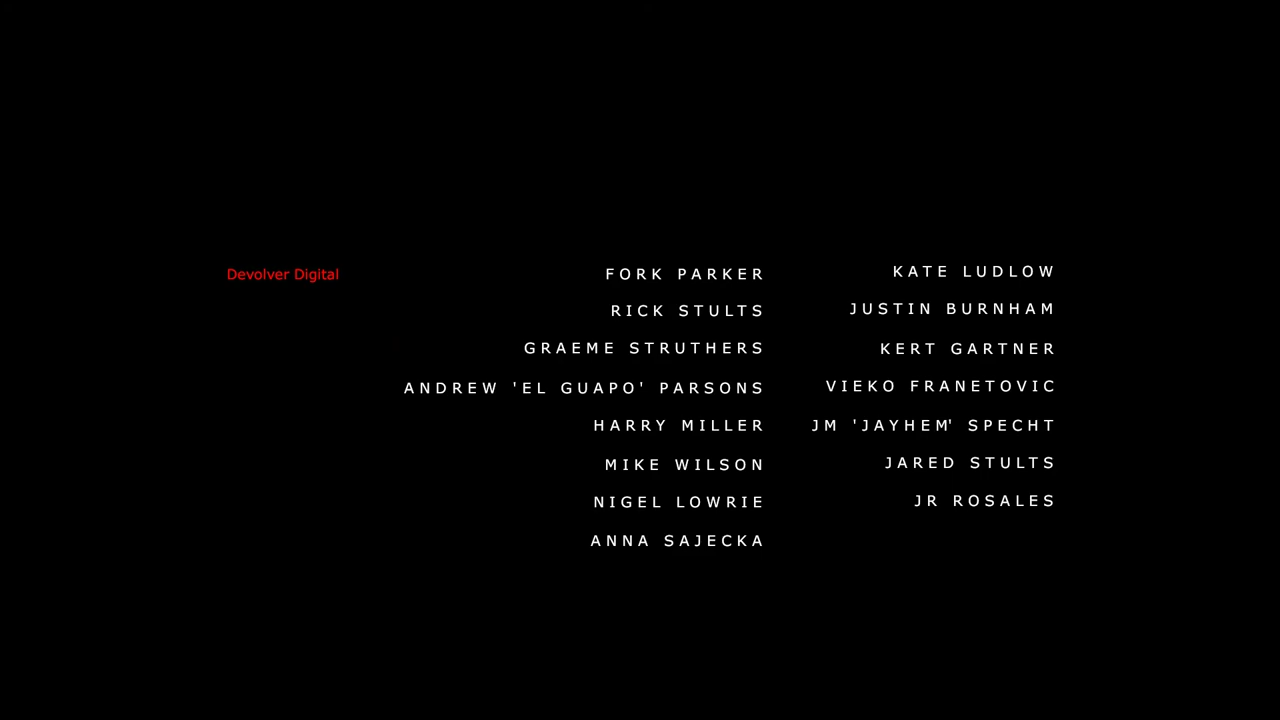 Devolver Digital
FORK PARKER
RICK STULTS
GRAEME STRUTHERS
ANDREW 'EL GUAPO' PARSONS
HARRY MILLER
MIKE WILSON
NIGEL LOWRIE
ANNA SAJECKA
KATE LUDLOW
JUSTIN BURNHAM
KERT GARTNER
VIEKO FRANETOVIC
JM 'JAYHEM' SPECHT
JARED STULTS
JR ROSALES